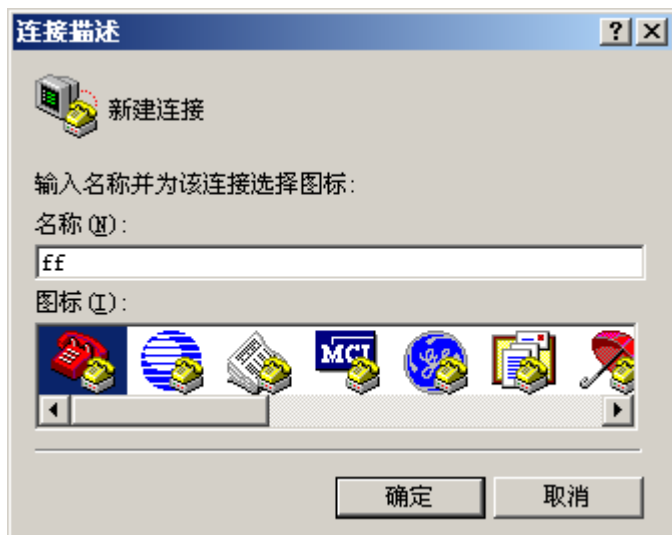 连接描述
新建连接
输入名称并为该连接选择图标:
名称(N):
ff
图标(I):
MCI
确定
取消